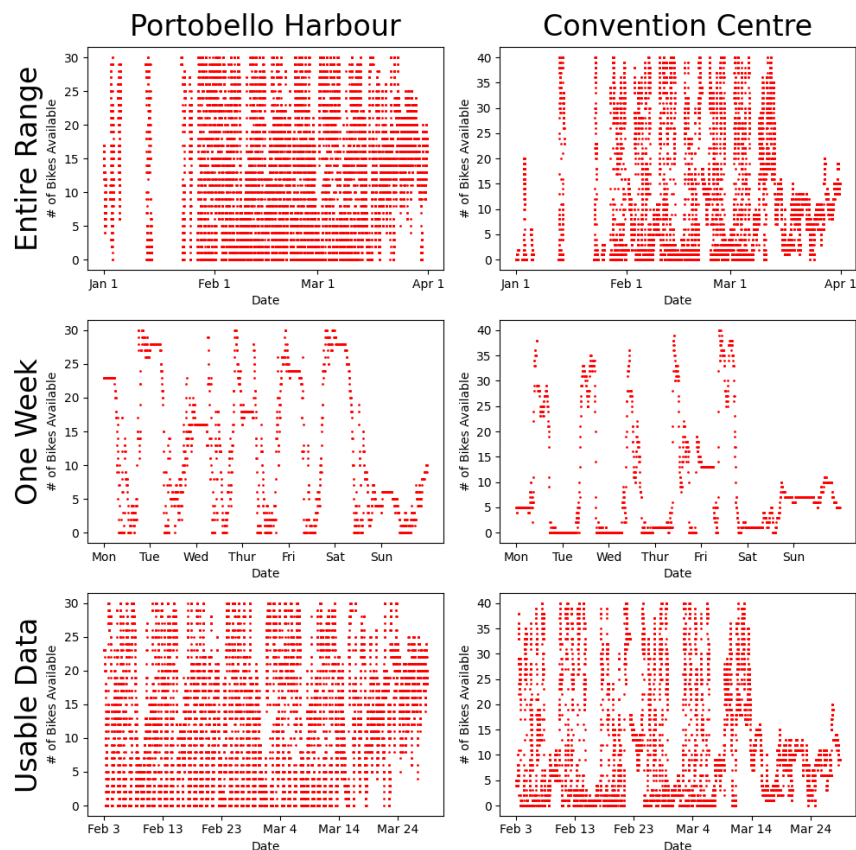 Portobello Harbour
Convention Centre
Entire Range
# of Bikes Available
30
25
20
15
10
5
0
Jan 1
Feb 1
Mar 1
Apr 1
Date
# of Bikes Available
40
35
30
25
20
15
10
5
0
Jan 1
Feb 1
Mar 1
Apr 1
Date
One Week
# of Bikes Available
30
25
20
15
10
5
0
Mon
Tue
Wed
Thur
Fri
Sat
Sun
Date
# of Bikes Available
40
35
30
25
20
15
10
5
0
Mon
Tue
Wed
Thur
Fri
Sat
Sun
Date
Usable Data
# of Bikes Available
30
25
20
15
10
5
0
Feb 3
Feb 13
Feb 23
Mar 4
Mar 14
Mar 24
Date
# of Bikes Available
40
35
30
25
20
15
10
5
0
Feb 3
Feb 13
Feb 23
Mar 4
Mar 14
Mar 24
Date